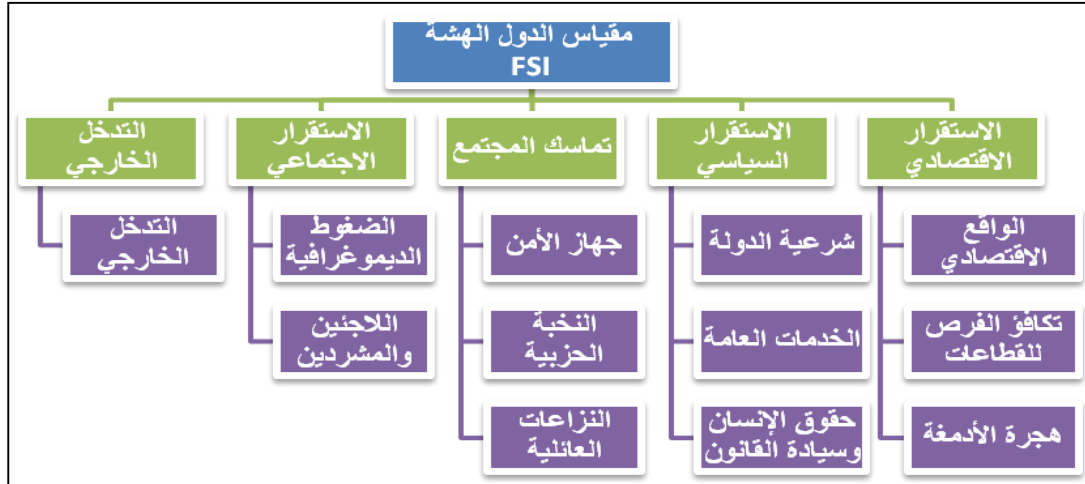 مقياس الدول الهشة
FSI
الاستقرار
الاقتصادي
الواقع
الاقتصادي
تكافؤ الفرص
للقطاعات
هجرة الأدمغة
الاستقرار
السياسي
شرعية الدولة
الخدمات العامة
حقوق الإنسان
وسيادة القانون
تماسك المجتمع
جهاز الأمن
النخبة
الحزبية
النزاعات
العائلية
الاستقرار
الاجتماعي
الضغوط
الديموغرافية
اللاجئين
والمشردين
التدخل
الخارجي
التدخل
الخارجي